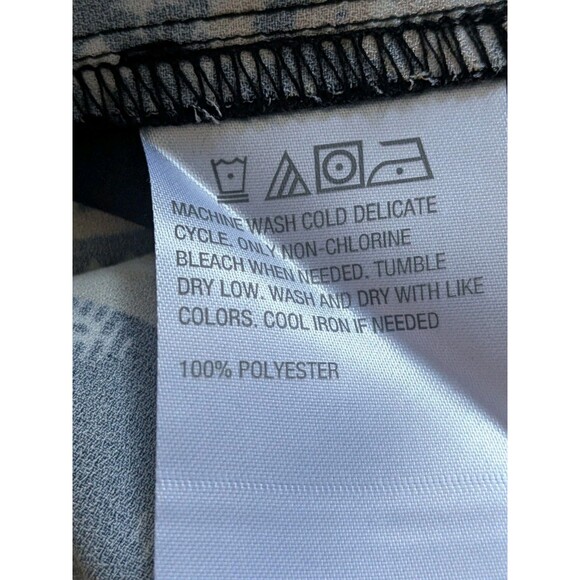 MACHINE WASH COLD DELICATE
CYCLE. ONLY NON-CHLORINE
BLEACH WHEN NEEDED. TUMBLE
DRY LOW. WASH AND DRY WITH LIKE
COLORS. COOL IRON IF NEEDED
100% POLYESTER